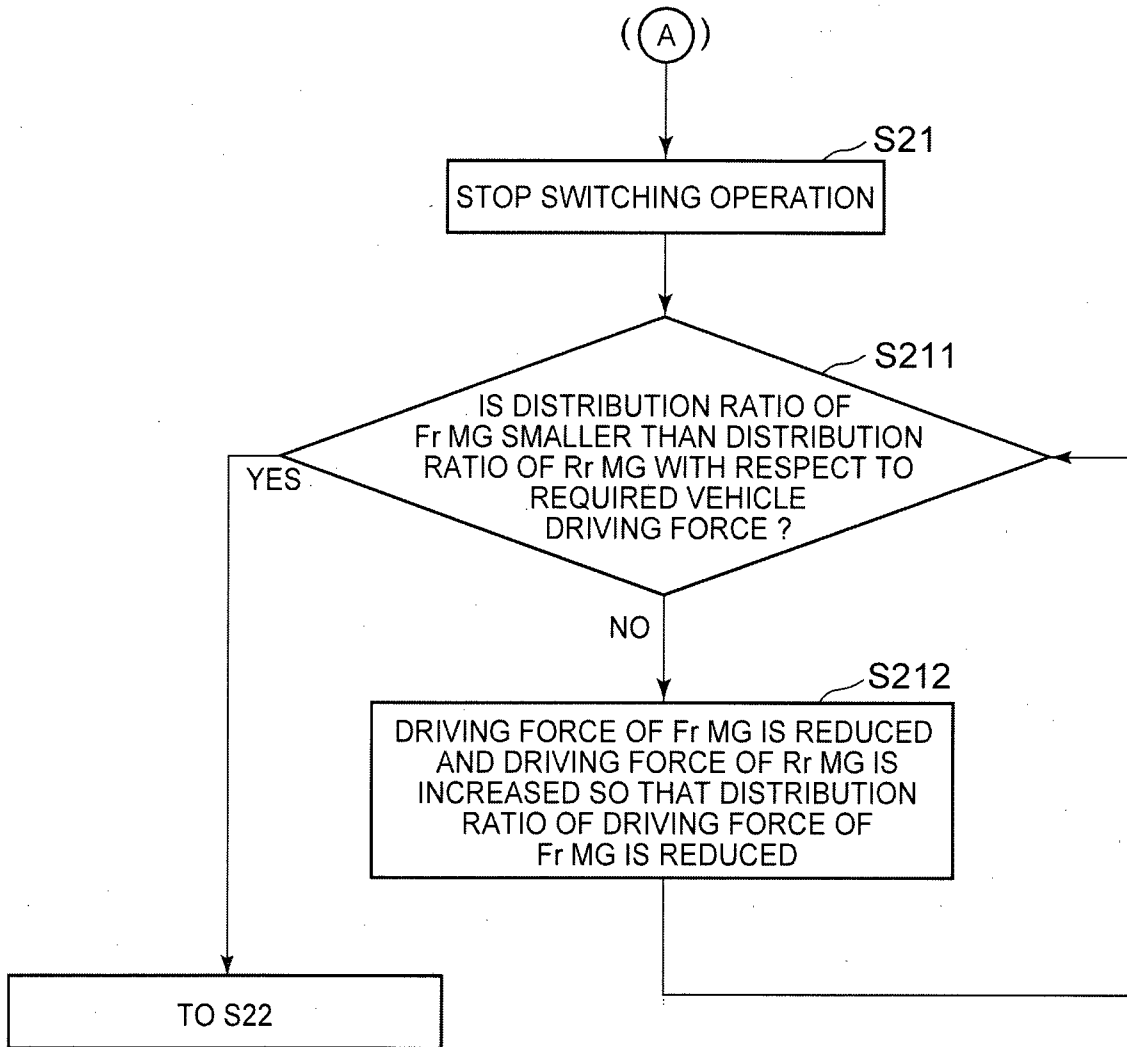 (A)
S21
STOP SWITCHING OPERATION
S211
IS DISTRIBUTION RATIO OF
Fr MG SMALLER THAN DISTRIBUTION
RATIO OF Rr MG WITH RESPECT TO
REQUIRED VEHICLE
DRIVING FORCE ?
YES
NO
S212
DRIVING FORCE OF Fr MG IS REDUCED
AND DRIVING FORCE OF Rr MG IS
INCREASED SO THAT DISTRIBUTION
RATIO OF DRIVING FORCE OF
Fr MG IS REDUCED
TO S22